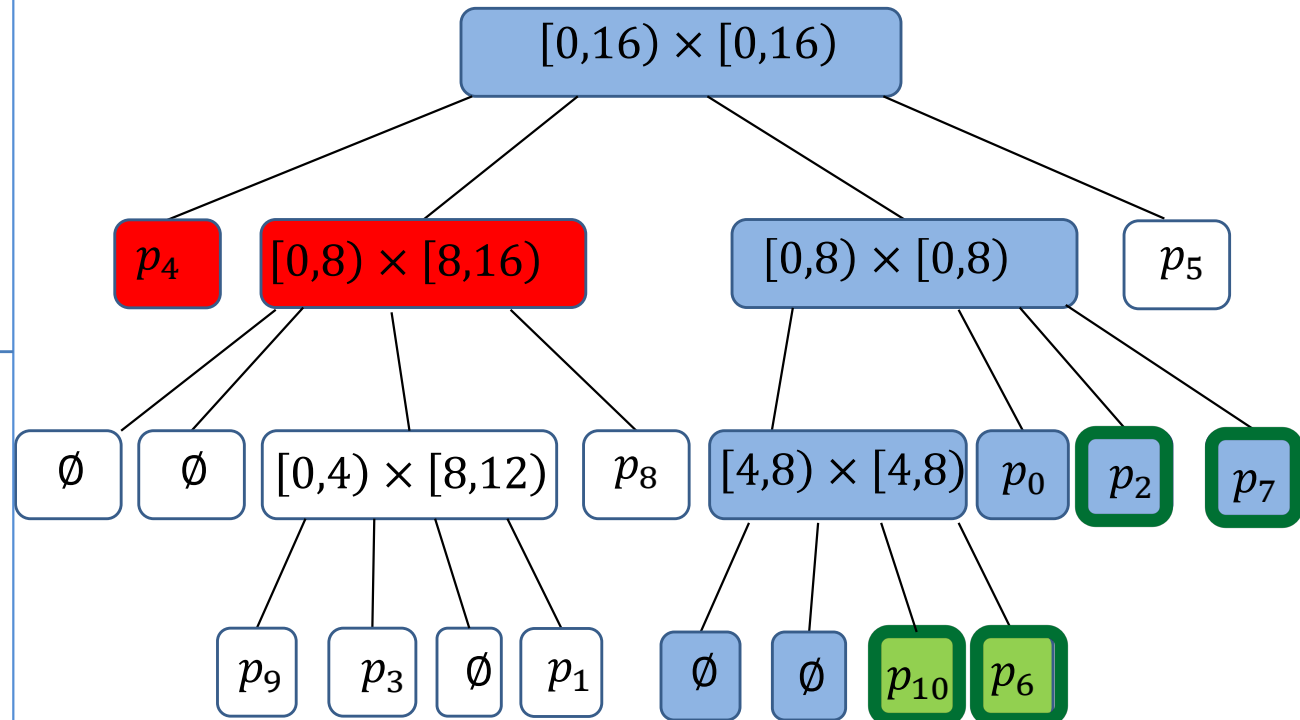 [0,16) × [0,16)
p₄ [0,8) × [8,16) [0,8) × [0,8) p₅
∅ ∅ [0,4) × [8,12) p₈ [4,8) × [4,8) p₀ p₂ p₇
p₉ p₃ ∅ p₁ ∅ ∅ p₁₀ p₆